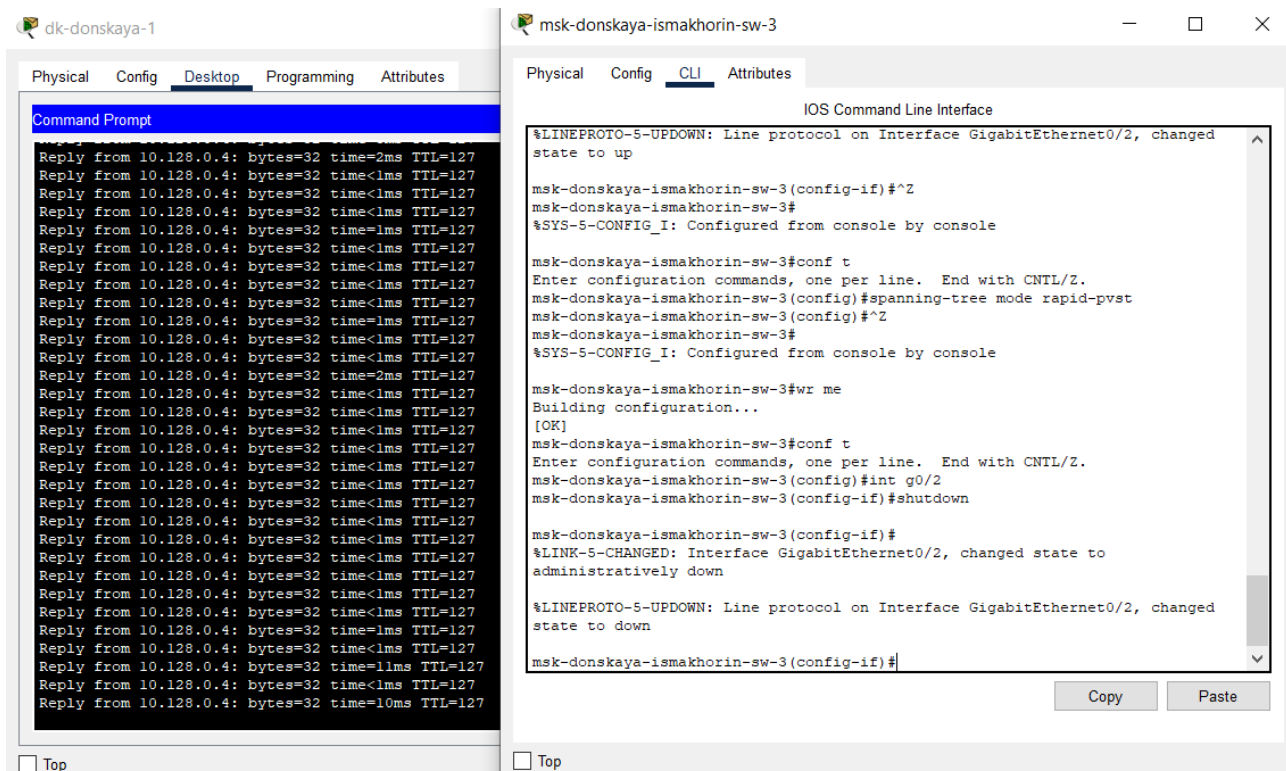 dk-donskaya-1
Physical Config Desktop Programming Attributes
Command Prompt
Reply from 10.128.0.4: bytes=32 time=2ms TTL=127
Reply from 10.128.0.4: bytes=32 time<1ms TTL=127
Reply from 10.128.0.4: bytes=32 time<1ms TTL=127
Reply from 10.128.0.4: bytes=32 time<1ms TTL=127
Reply from 10.128.0.4: bytes=32 time=1ms TTL=127
Reply from 10.128.0.4: bytes=32 time<1ms TTL=127
Reply from 10.128.0.4: bytes=32 time<1ms TTL=127
Reply from 10.128.0.4: bytes=32 time<1ms TTL=127
Reply from 10.128.0.4: bytes=32 time<1ms TTL=127
Reply from 10.128.0.4: bytes=32 time=1ms TTL=127
Reply from 10.128.0.4: bytes=32 time<1ms TTL=127
Reply from 10.128.0.4: bytes=32 time<1ms TTL=127
Reply from 10.128.0.4: bytes=32 time=2ms TTL=127
Reply from 10.128.0.4: bytes=32 time<1ms TTL=127
Reply from 10.128.0.4: bytes=32 time<1ms TTL=127
Reply from 10.128.0.4: bytes=32 time<1ms TTL=127
Reply from 10.128.0.4: bytes=32 time<1ms TTL=127
Reply from 10.128.0.4: bytes=32 time<1ms TTL=127
Reply from 10.128.0.4: bytes=32 time<1ms TTL=127
Reply from 10.128.0.4: bytes=32 time<1ms TTL=127
Reply from 10.128.0.4: bytes=32 time<1ms TTL=127
Reply from 10.128.0.4: bytes=32 time<1ms TTL=127
Reply from 10.128.0.4: bytes=32 time<1ms TTL=127
Reply from 10.128.0.4: bytes=32 time<1ms TTL=127
Reply from 10.128.0.4: bytes=32 time<1ms TTL=127
Reply from 10.128.0.4: bytes=32 time<1ms TTL=127
Reply from 10.128.0.4: bytes=32 time=1ms TTL=127
Reply from 10.128.0.4: bytes=32 time<1ms TTL=127
Reply from 10.128.0.4: bytes=32 time=11ms TTL=127
Reply from 10.128.0.4: bytes=32 time<1ms TTL=127
Reply from 10.128.0.4: bytes=32 time=10ms TTL=127
Top
msk-donskaya-ismakhorin-sw-3
Physical Config CLI Attributes
IOS Command Line Interface
%LINEPROTO-5-UPDOWN: Line protocol on Interface GigabitEthernet0/2, changed
state to up
msk-donskaya-ismakhorin-sw-3(config-if)#^Z
msk-donskaya-ismakhorin-sw-3#
%SYS-5-CONFIG_I: Configured from console by console
msk-donskaya-ismakhorin-sw-3#conf t
Enter configuration commands, one per line. End with CNTL/Z.
msk-donskaya-ismakhorin-sw-3(config)#spanning-tree mode rapid-pvst
msk-donskaya-ismakhorin-sw-3(config)#^Z
msk-donskaya-ismakhorin-sw-3#
%SYS-5-CONFIG_I: Configured from console by console
msk-donskaya-ismakhorin-sw-3#wr me
Building configuration...
[OK]
msk-donskaya-ismakhorin-sw-3#conf t
Enter configuration commands, one per line. End with CNTL/Z.
msk-donskaya-ismakhorin-sw-3(config)#int g0/2
msk-donskaya-ismakhorin-sw-3(config-if)#shutdown
msk-donskaya-ismakhorin-sw-3(config-if)#
%LINK-5-CHANGED: Interface GigabitEthernet0/2, changed state to
administratively down
%LINEPROTO-5-UPDOWN: Line protocol on Interface GigabitEthernet0/2, changed
state to down
msk-donskaya-ismakhorin-sw-3(config-if)#
Copy Paste
Top